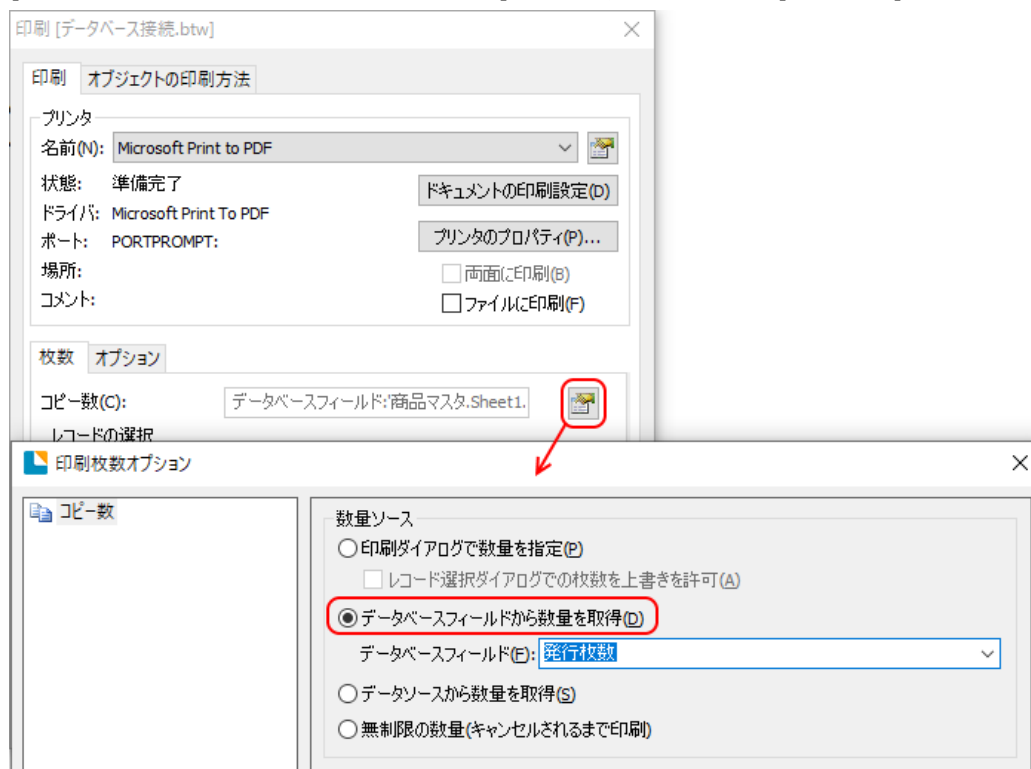 印刷 [データベース接続.btw]
印刷 オブジェクトの印刷方法
プリンタ
名前(N): Microsoft Print to PDF
状態: 準備完了
ドキュメントの印刷設定(D)
ドライバ: Microsoft Print To PDF
ポート: PORTPROMPT:
プリンタのプロパティ(P)...
場所:
両面に印刷(B)
コメント:
ファイルに印刷(F)
枚数 オプション
コピー数(C): データベースフィールド:'商品マスタ.Sheet1.
レコードの選択
印刷枚数オプション
コピー数
数量ソース
印刷ダイアログで数量を指定(P)
レコード選択ダイアログでの枚数を上書きを許可(A)
データベースフィールドから数量を取得(D)
データベースフィールド(F): 発行枚数
データソースから数量を取得(S)
無制限の数量(キャンセルされるまで印刷)